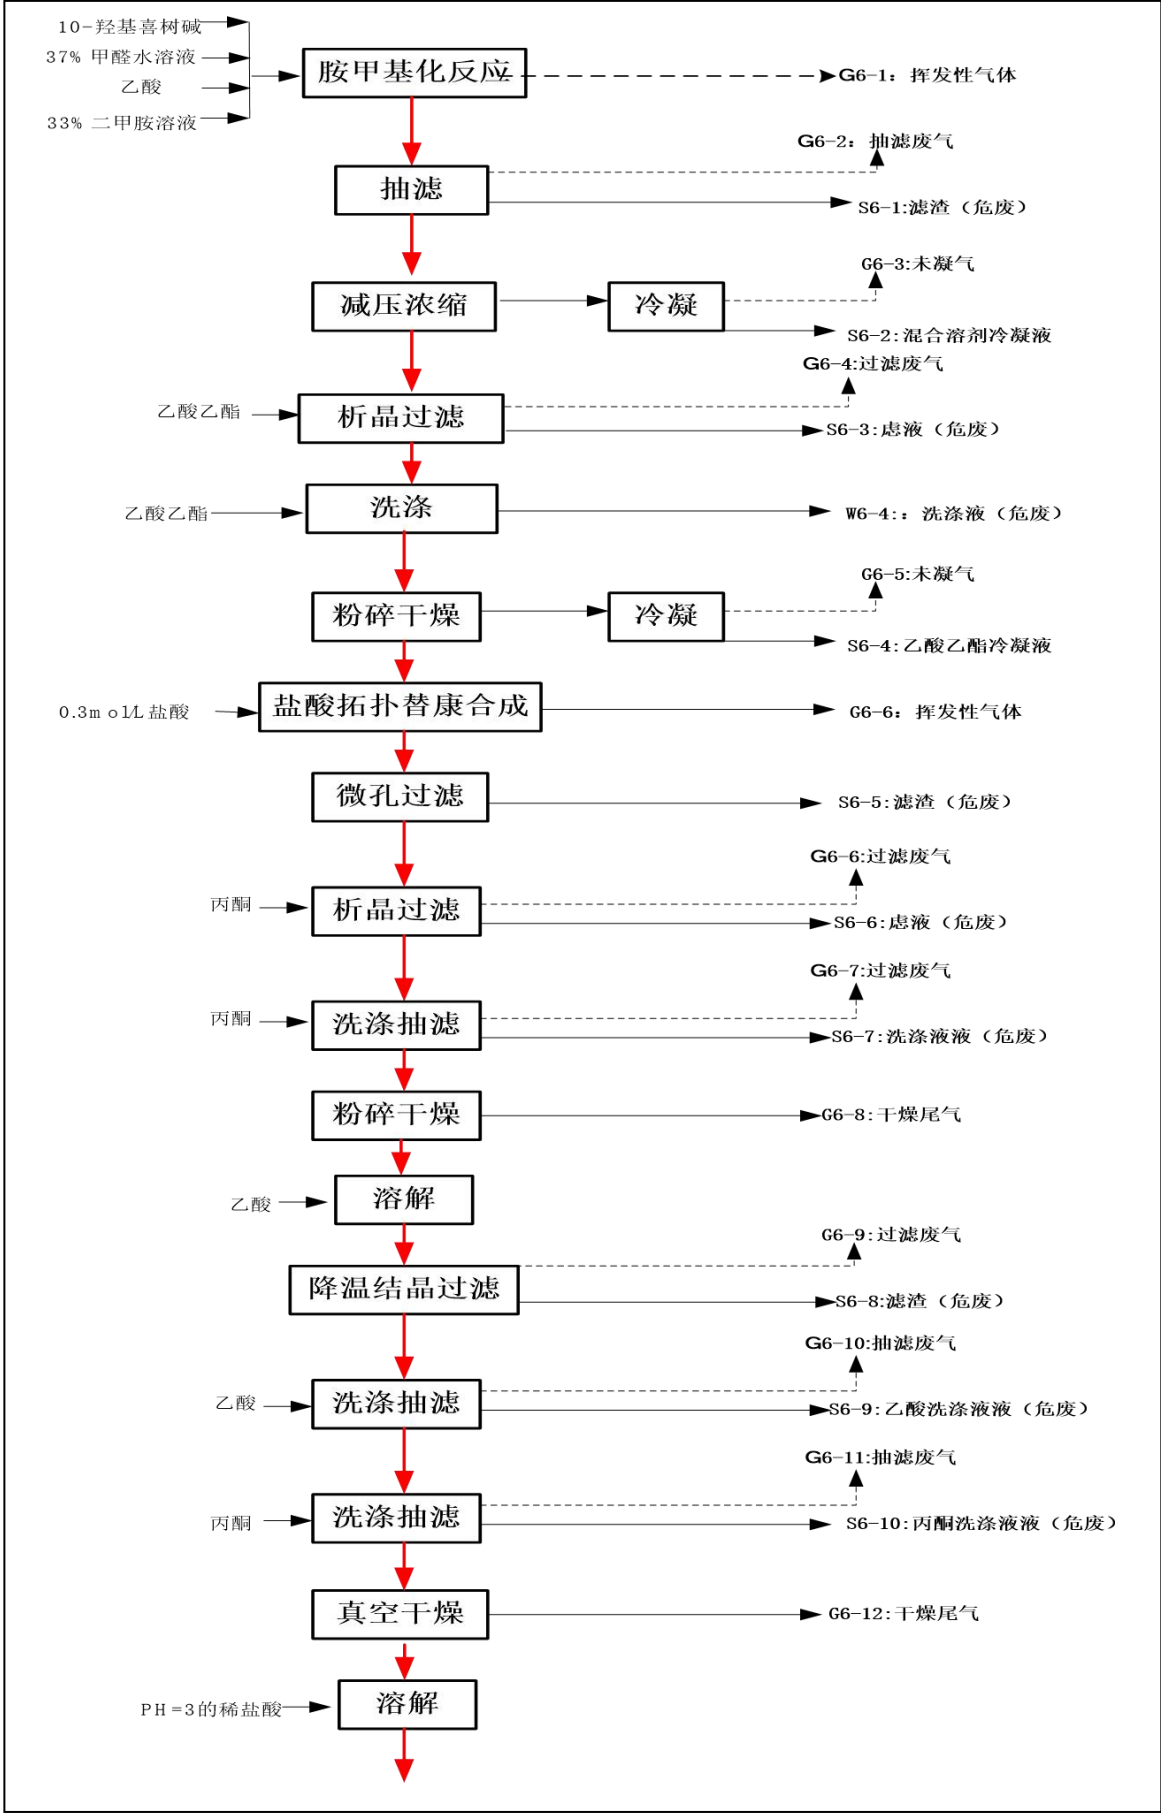 10-羟基喜树碱
37% 甲醛水溶液
乙酸
33% 二甲胺溶液
胺甲基化反应
G6-1：挥发性气体
G6-2：抽滤废气
抽滤
S6-1:滤渣（危废）
G6-3:未凝气
减压浓缩
冷凝
S6-2:混合溶剂冷凝液
G6-4:过滤废气
乙酸乙酯
析晶过滤
S6-3:虑液（危废）
乙酸乙酯
洗涤
W6-4:：洗涤液（危废）
G6-5:未凝气
粉碎干燥
冷凝
S6-4:乙酸乙酯冷凝液
0.3mol/L盐酸
盐酸拓扑替康合成
G6-6：挥发性气体
微孔过滤
S6-5:滤渣（危废）
G6-6:过滤废气
丙酮
析晶过滤
S6-6:虑液（危废）
G6-7:过滤废气
丙酮
洗涤抽滤
S6-7:洗涤液液（危废）
粉碎干燥
G6-8:干燥尾气
乙酸
溶解
G6-9:过滤废气
降温结晶过滤
S6-8:滤渣（危废）
G6-10:抽滤废气
乙酸
洗涤抽滤
S6-9:乙酸洗涤液液（危废）
G6-11:抽滤废气
丙酮
洗涤抽滤
S6-10:丙酮洗涤液液（危废）
真空干燥
G6-12:干燥尾气
PH=3的稀盐酸
溶解